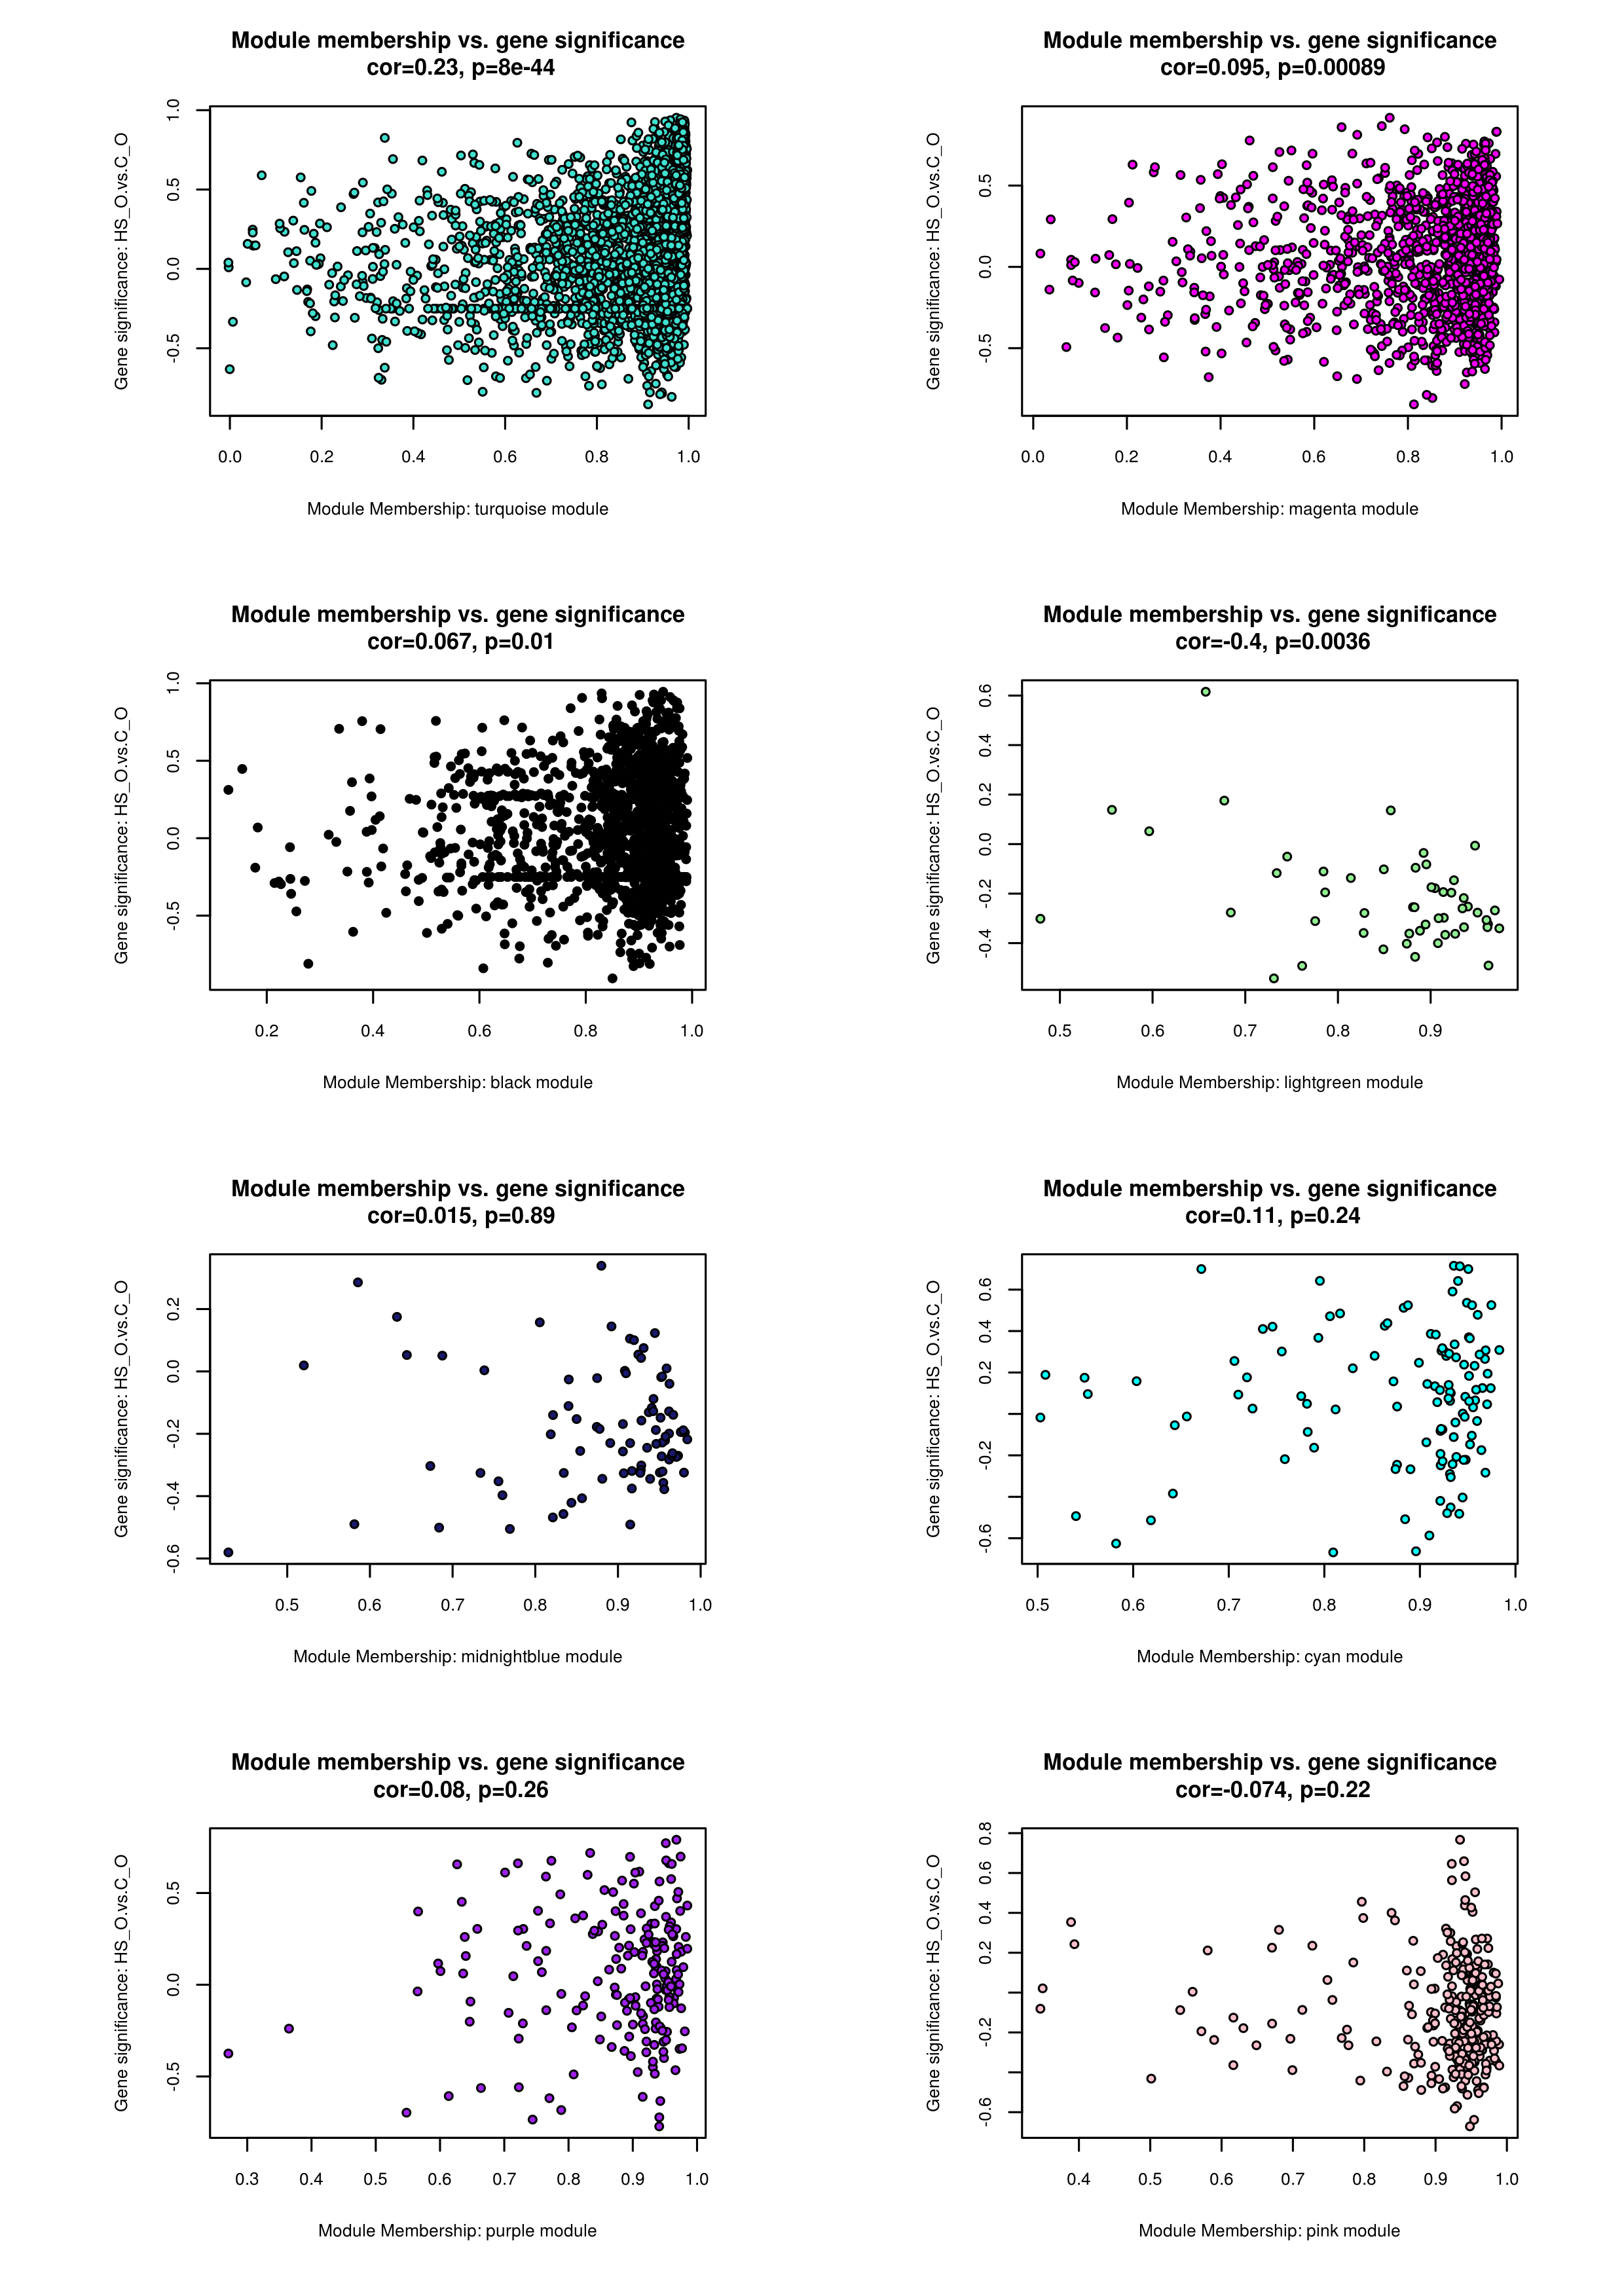 Module membership vs. gene significance
cor=0.23, p=8e-44
Gene significance: HS_O.vs.C_O
1.0
0.5
0.0
-0.5
0.0 0.2 0.4 0.6 0.8 1.0
Module Membership: turquoise module
Module membership vs. gene significance
cor=0.095, p=0.00089
Gene significance: HS_O.vs.C_O
0.5
0.0
-0.5
0.0 0.2 0.4 0.6 0.8 1.0
Module Membership: magenta module
Module membership vs. gene significance
cor=0.067, p=0.01
Gene significance: HS_O.vs.C_O
1.0
0.5
0.0
-0.5
0.2 0.4 0.6 0.8 1.0
Module Membership: black module
Module membership vs. gene significance
cor=-0.4, p=0.0036
Gene significance: HS_O.vs.C_O
0.6
0.4
0.2
0.0
-0.2
-0.4
0.5 0.6 0.7 0.8 0.9
Module Membership: lightgreen module
Module membership vs. gene significance
cor=0.015, p=0.89
Gene significance: HS_O.vs.C_O
0.2
0.0
-0.2
-0.4
-0.6
0.5 0.6 0.7 0.8 0.9 1.0
Module Membership: midnightblue module
Module membership vs. gene significance
cor=0.11, p=0.24
Gene significance: HS_O.vs.C_O
0.6
0.4
0.2
-0.2
-0.6
0.5 0.6 0.7 0.8 0.9 1.0
Module Membership: cyan module
Module membership vs. gene significance
cor=0.08, p=0.26
Gene significance: HS_O.vs.C_O
0.5
0.0
-0.5
0.3 0.4 0.5 0.6 0.7 0.8 0.9 1.0
Module Membership: purple module
Module membership vs. gene significance
cor=-0.074, p=0.22
Gene significance: HS_O.vs.C_O
0.8
0.6
0.4
0.2
-0.2
-0.6
0.4 0.5 0.6 0.7 0.8 0.9 1.0
Module Membership: pink module